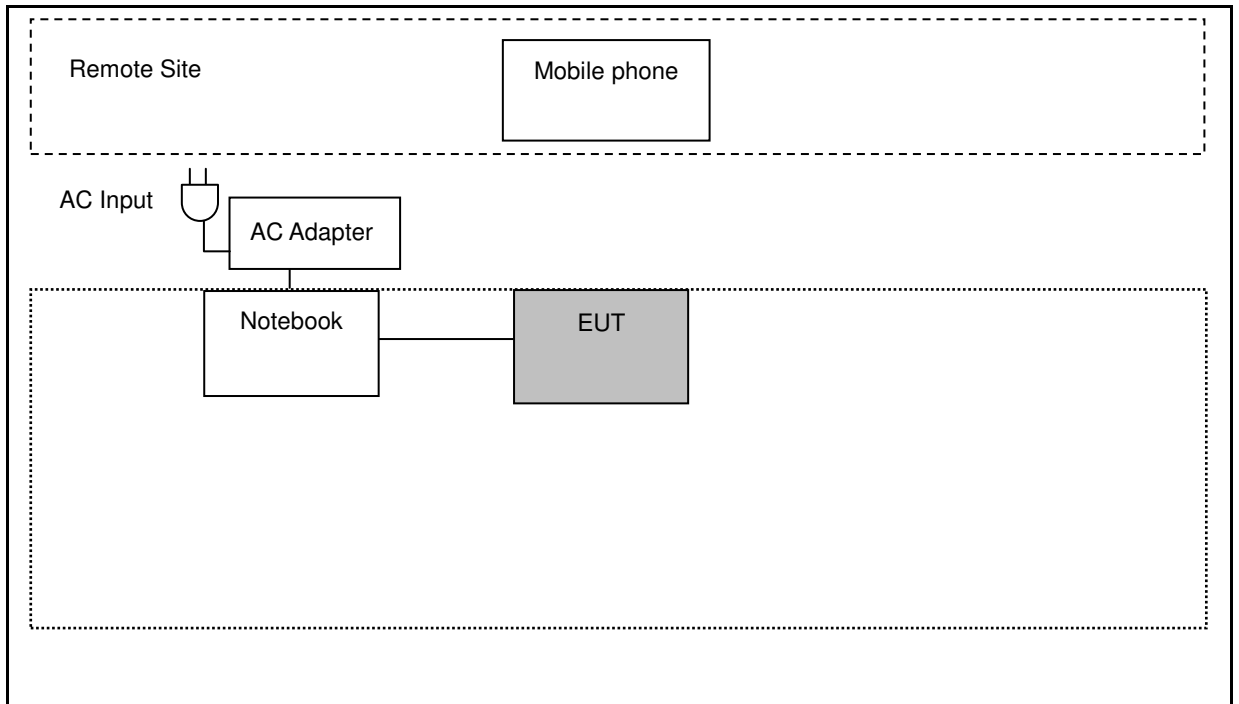 Remote Site
Mobile phone
AC Input
AC Adapter
Notebook
EUT